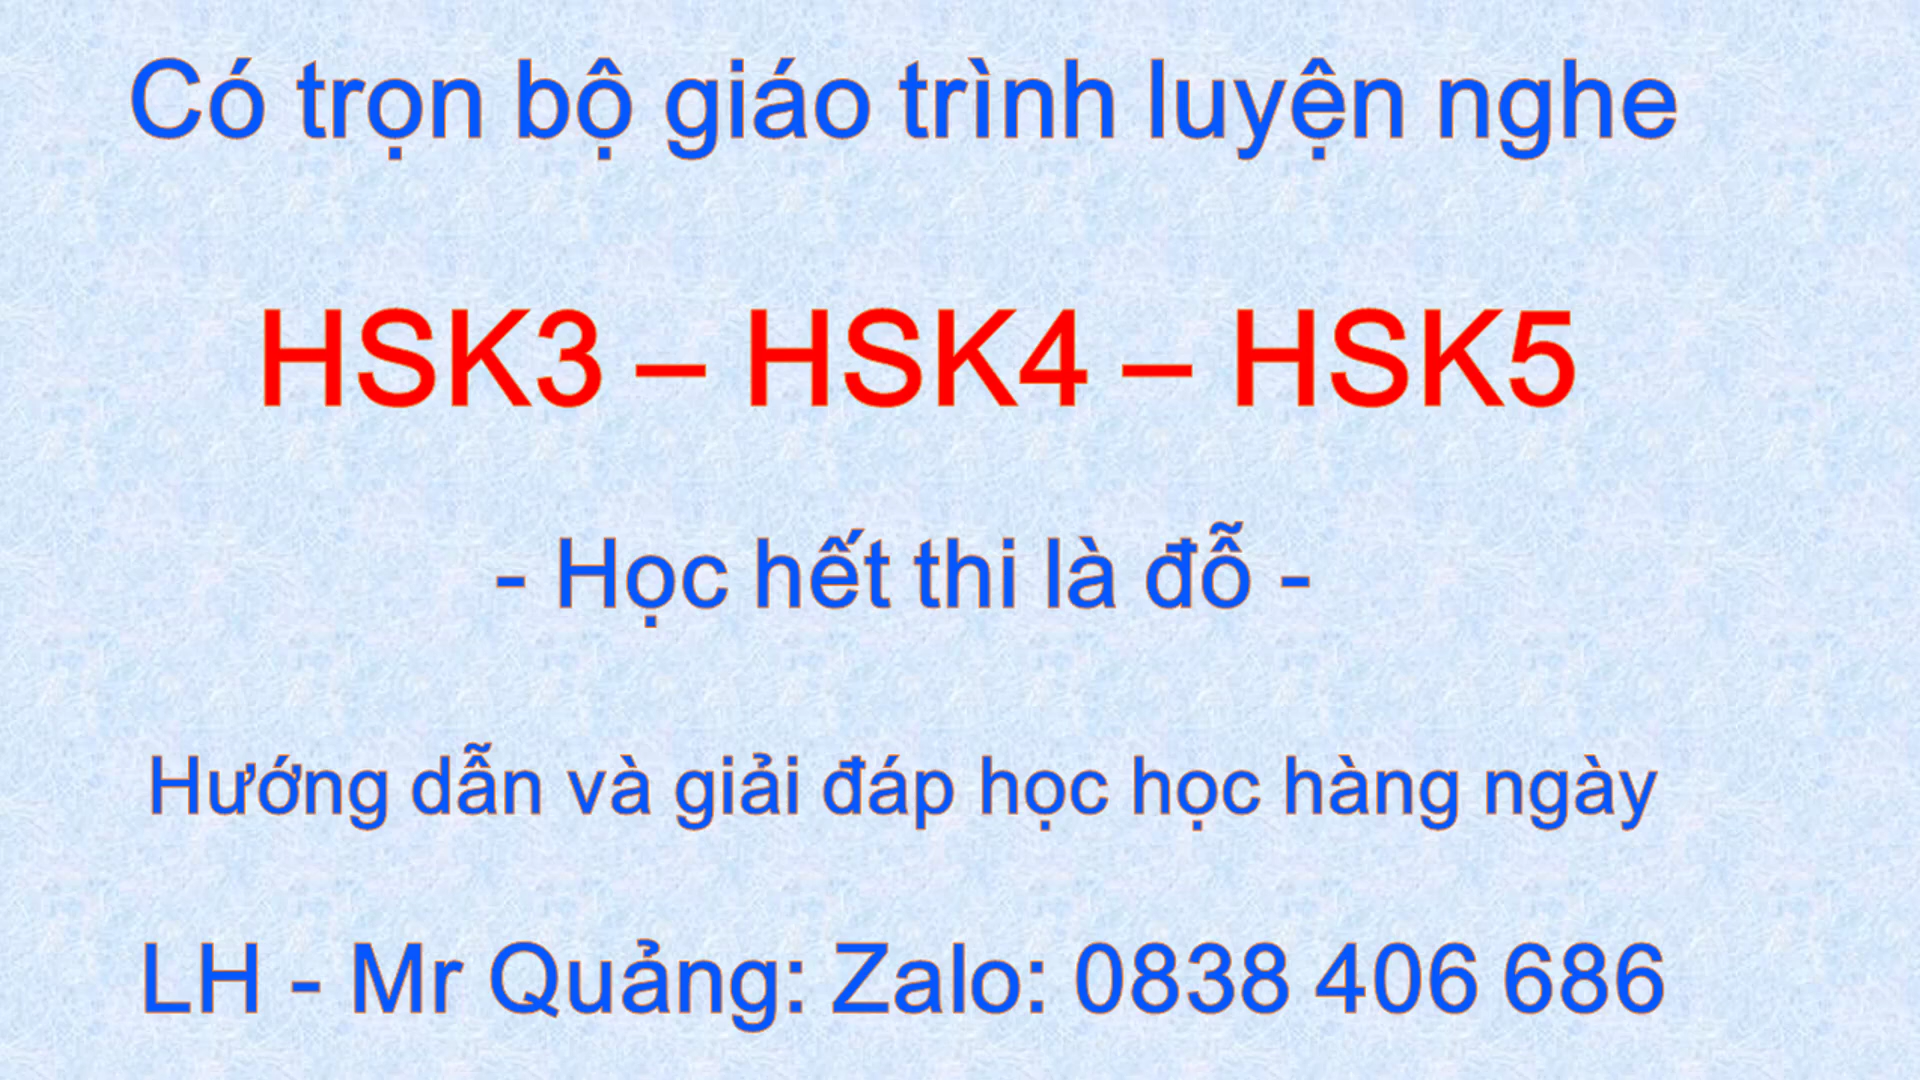 Có trọn bộ giáo trình luyện nghe
HSK3 – HSK4 – HSK5
- Học hết thi là đỗ -
Hướng dẫn và giải đáp học học hàng ngày
LH - Mr Quảng: Zalo: 0838 406 686